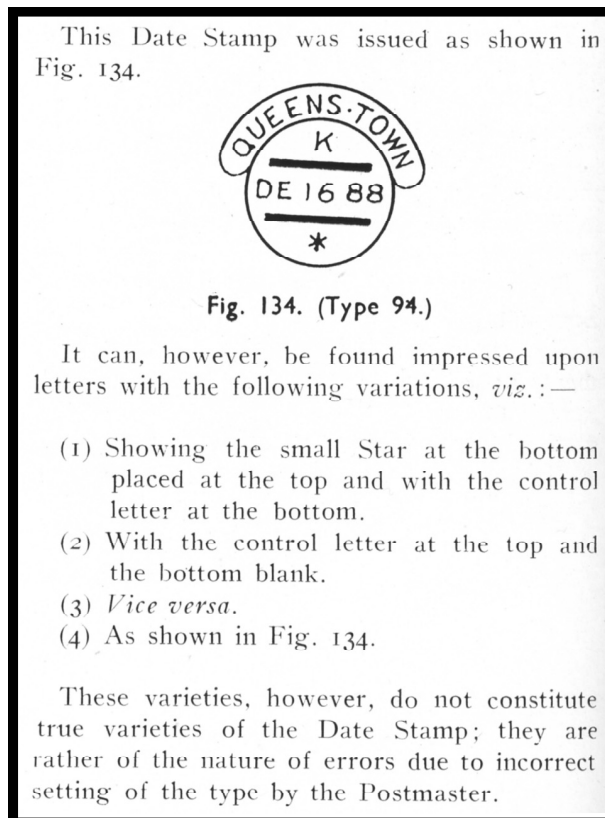 This Date Stamp was issued as shown in
Fig. 134.
QUEENS·TOWN
K
DE 16 88
*
Fig. 134. (Type 94.)
It can, however, be found impressed upon
letters with the following variations, viz.:—
(1) Showing the small Star at the bottom
placed at the top and with the control
letter at the bottom.
(2) With the control letter at the top and
the bottom blank.
(3) Vice versa.
(4) As shown in Fig. 134.
These varieties, however, do not constitute
true varieties of the Date Stamp; they are
rather of the nature of errors due to incorrect
setting of the type by the Postmaster.